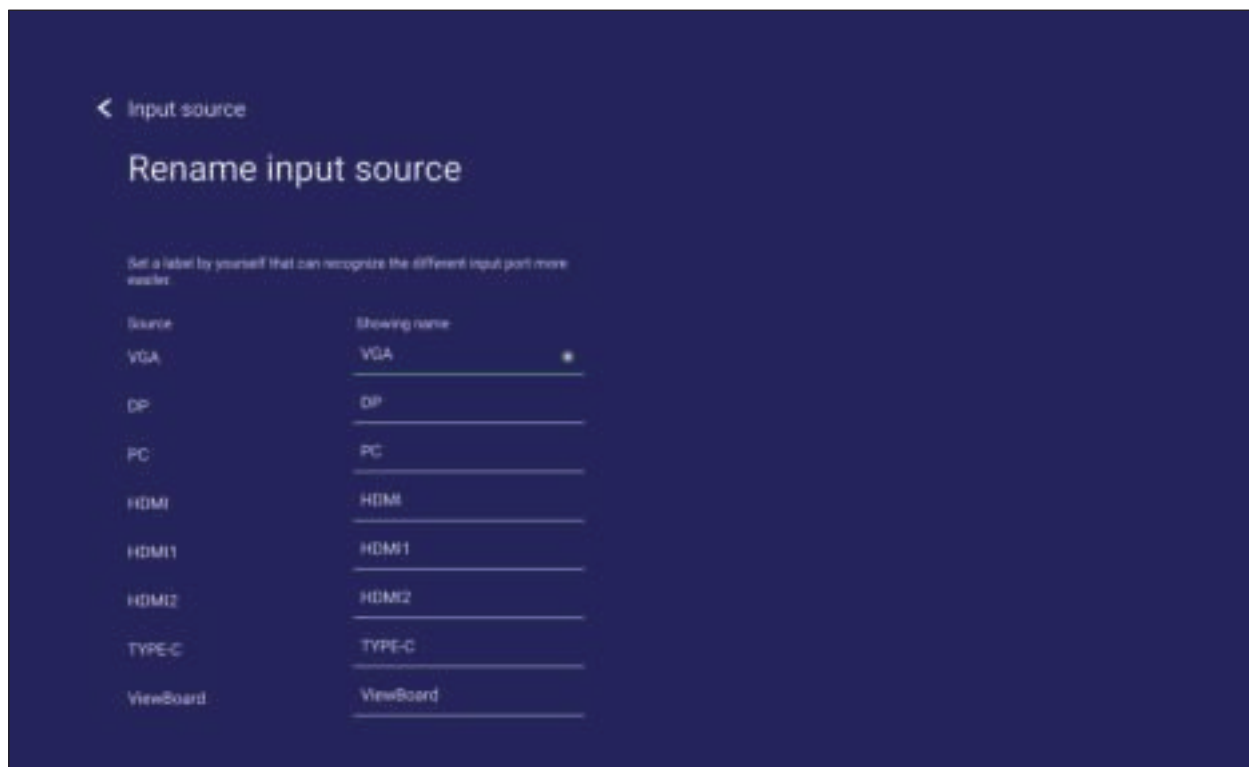 Input source
Rename input source
Set a label by yourself that can recognize the different input port more
easier.
Source Showing name
VGA VGA
DP DP
PC PC
HDMI HDMI
HDMI1 HDMI1
HDMI2 HDMI2
TYPE-C TYPE-C
ViewBoard ViewBoard